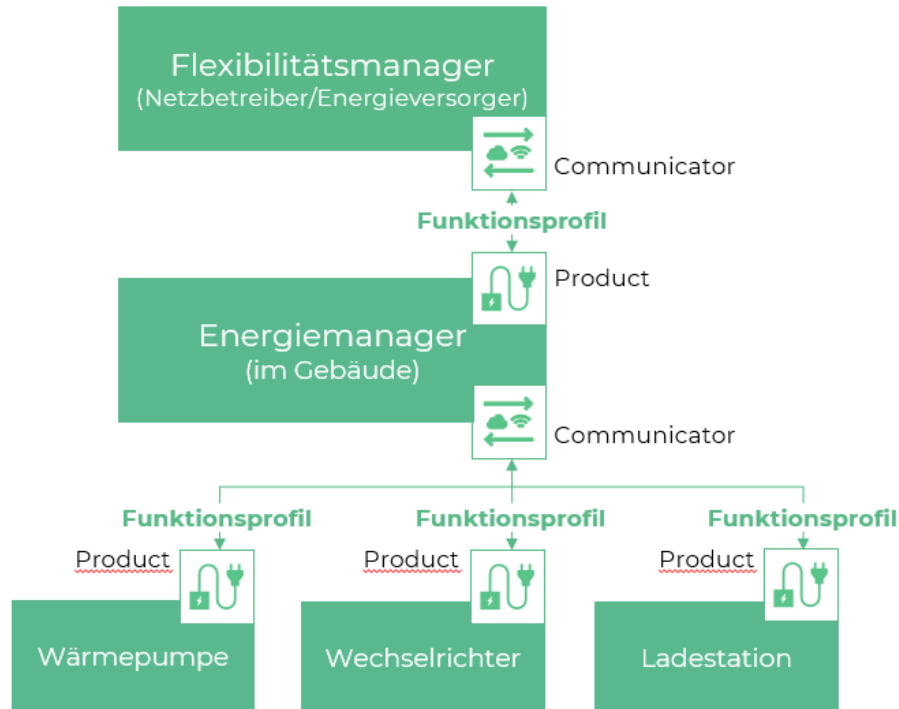 Flexibilitätsmanager
(Netzbetreiber/Energieversorger)
Communicator
Funktionsprofil
Product
Energiemanager
(im Gebäude)
Communicator
Funktionsprofil Funktionsprofil Funktionsprofil
Product Product Product
Wärmepumpe Wechselrichter Ladestation